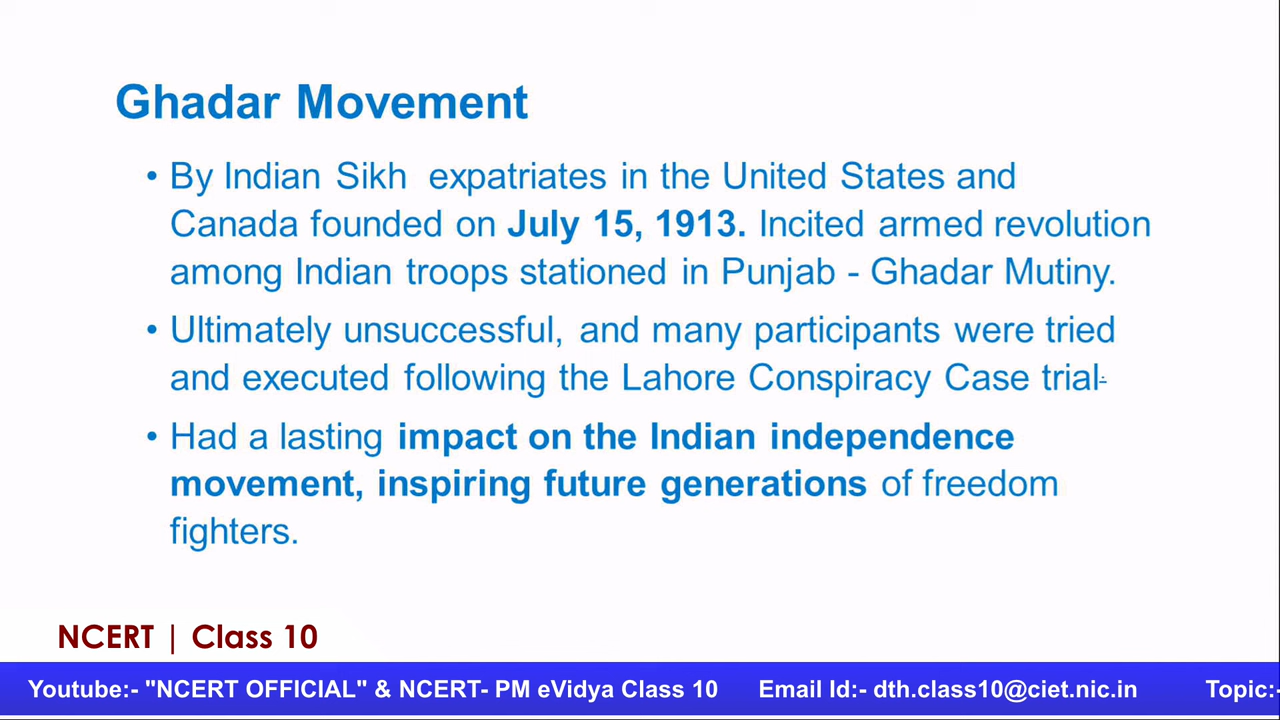 Ghadar Movement
• By Indian Sikh expatriates in the United States and
Canada founded on July 15, 1913. Incited armed revolution
among Indian troops stationed in Punjab - Ghadar Mutiny.
• Ultimately unsuccessful, and many participants were tried
and executed following the Lahore Conspiracy Case trial.
• Had a lasting impact on the Indian independence
movement, inspiring future generations of freedom
fighters.
NCERT | Class 10
Youtube:- "NCERT OFFICIAL" & NCERT- PM eVidya Class 10 Email Id:- dth.class10@ciet.nic.in Topic:-